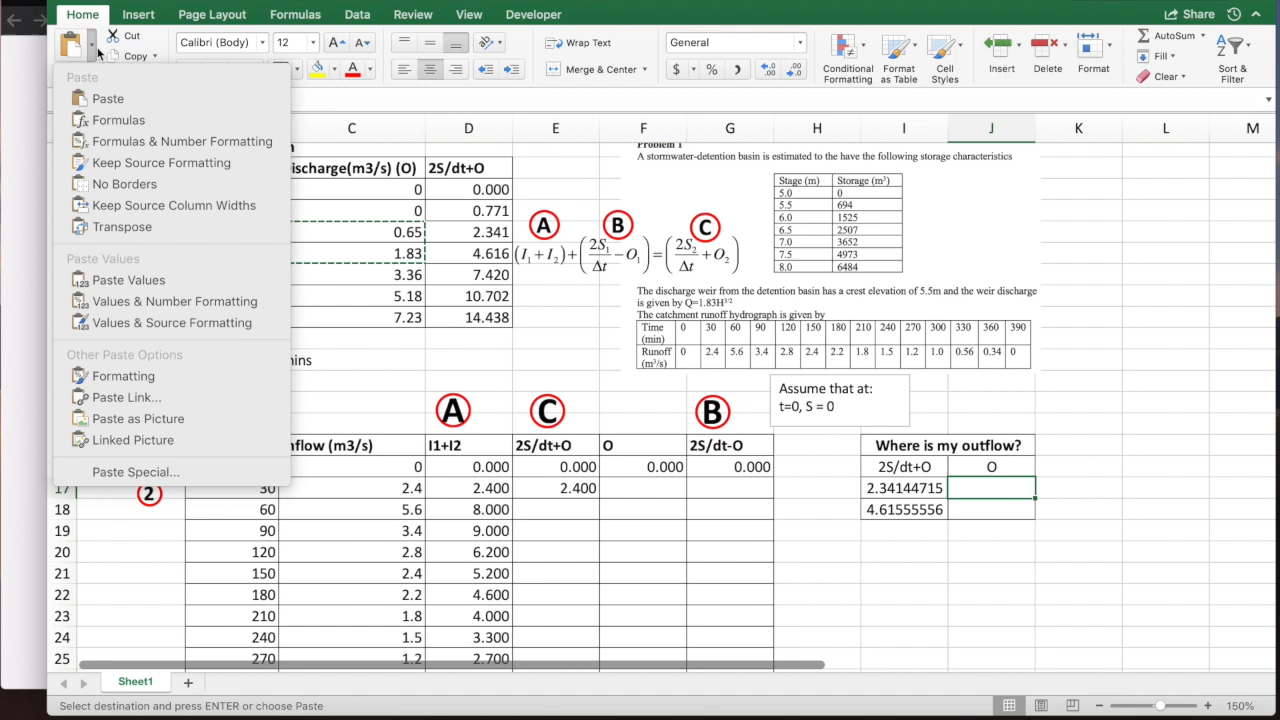 Home Insert Page Layout Formulas Data Review View Developer Share
Cut
Copy
Calibri (Body) 12 A A
Wrap Text
Merge & Center
General
$ % , .0 .00 .00 .0
Conditional Formatting
Format as Table
Cell Styles
Insert Delete Format
AutoSum
Fill
Clear
Sort & Filter
Paste
Paste
Formulas
Formulas & Number Formatting
Keep Source Formatting
No Borders
Keep Source Column Widths
Transpose
Paste Values
Paste Values
Values & Number Formatting
Values & Source Formatting
Other Paste Options
Formatting
Paste Link...
Paste as Picture
Linked Picture
Paste Special...
C D E F G H I J K L M
ischarge(m3/s) (O) 2S/dt+O
0 0.000
0 0.771
0.65 2.341
1.83 4.616
3.36 7.420
5.18 10.702
7.23 14.438
A B C
(I1 + I2) + (2S1/Δt − O1) = (2S2/Δt + O2)
Problem 1
A stormwater-detention basin is estimated to the have the following storage characteristics
Stage (m) Storage (m³)
5.0 0
5.5 694
6.0 1525
6.5 2507
7.0 3652
7.5 4973
8.0 6484
The discharge weir from the detention basin has a crest elevation of 5.5m and the weir discharge
is given by Q=1.83H3/2
The catchment runoff hydrograph is given by
Time (min) 0 30 60 90 120 150 180 210 240 270 300 330 360 390
Runoff (m³/s) 0 2.4 5.6 3.4 2.8 2.4 2.2 1.8 1.5 1.2 1.0 0.56 0.34 0
Assume that at:
t=0, S = 0
A C B
nflow (m3/s) I1+I2 2S/dt+O O 2S/dt-O
0 0.000 0.000 0.000 0.000
17 2 30 2.4 2.400 2.400
18 60 5.6 8.000
19 90 3.4 9.000
20 120 2.8 6.200
21 150 2.4 5.200
22 180 2.2 4.600
23 210 1.8 4.000
24 240 1.5 3.300
25 270 1.2 2.700
Where is my outflow?
2S/dt+O O
2.34144715
4.61555556
Sheet1
Select destination and press ENTER or choose Paste 150%